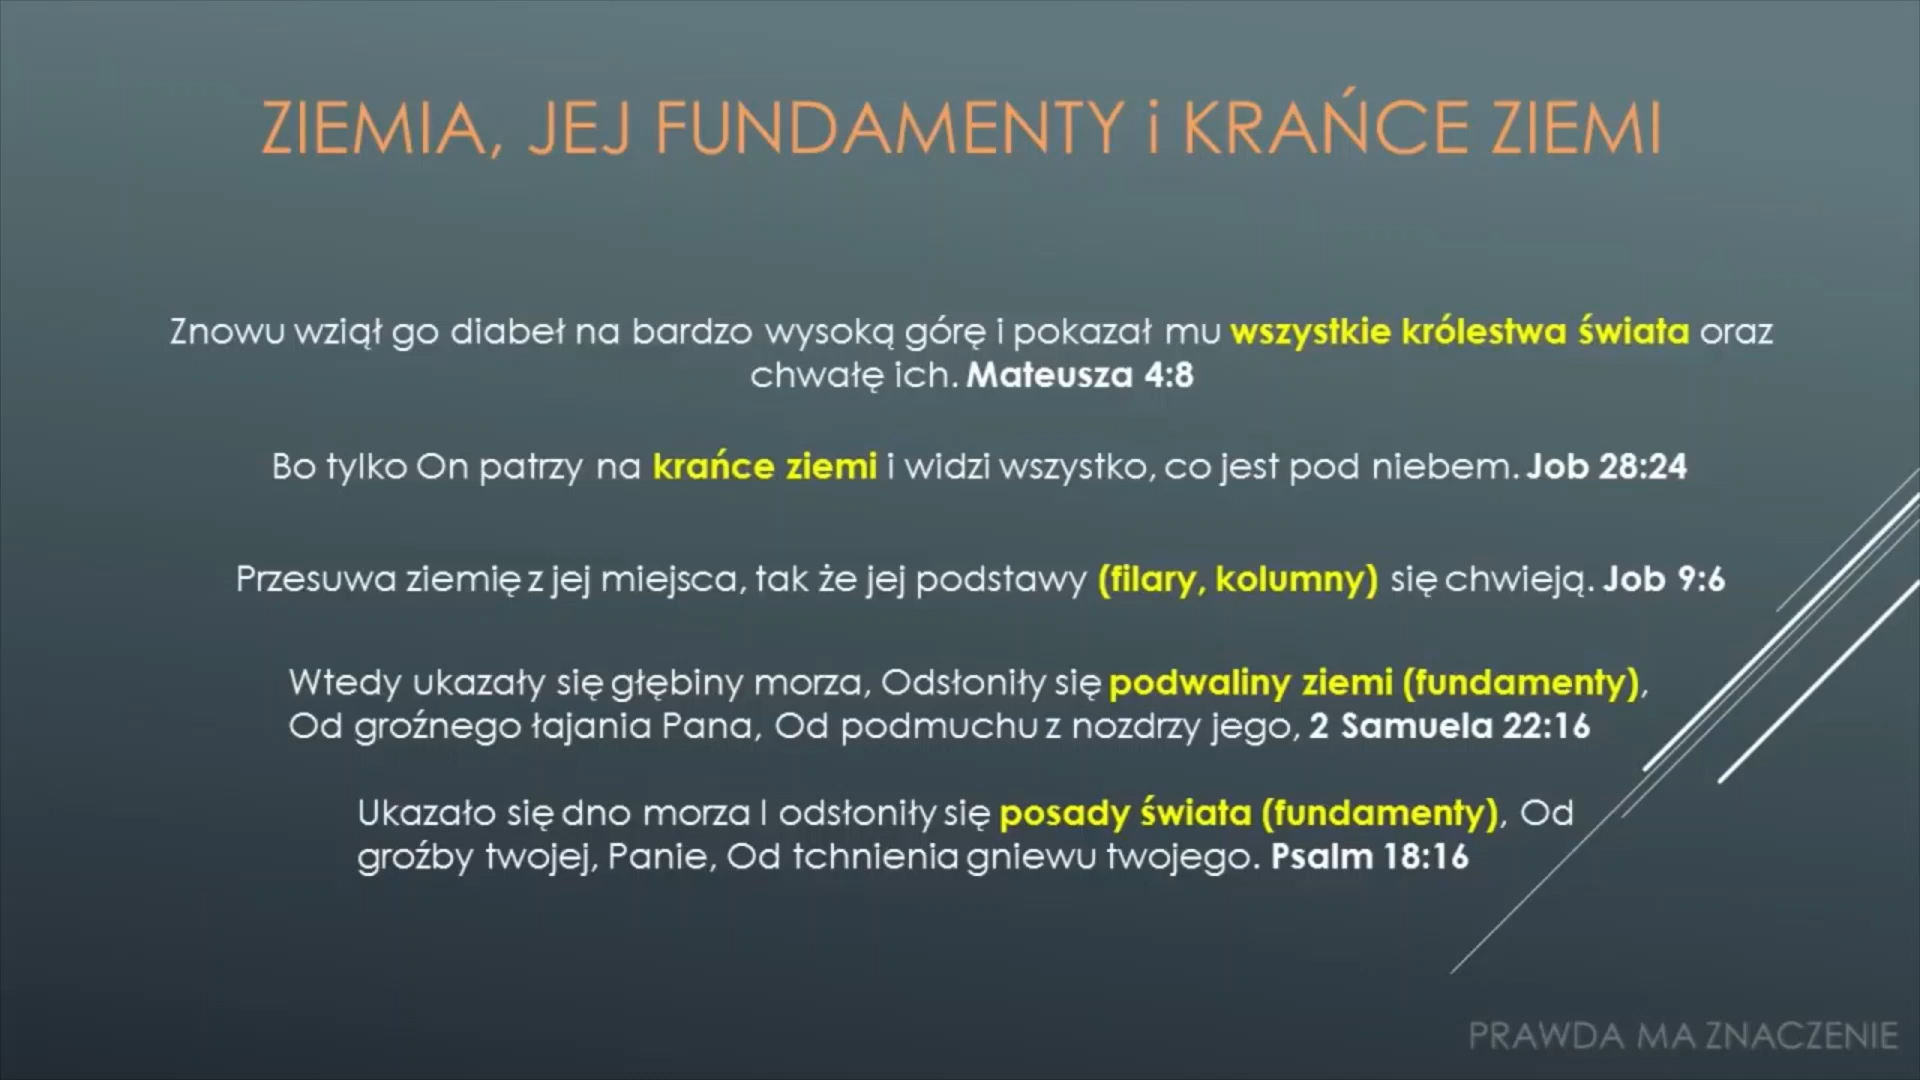 ZIEMIA, JEJ FUNDAMENTY i KRAŃCE ZIEMI
Znowu wziął go diabeł na bardzo wysoką górę i pokazał mu wszystkie królestwa świata oraz
chwałę ich. Mateusza 4:8
Bo tylko On patrzy na krańce ziemi i widzi wszystko, co jest pod niebem. Job 28:24
Przesuwa ziemię z jej miejsca, tak że jej podstawy (filary, kolumny) się chwieją. Job 9:6
Wtedy ukazały się głębiny morza, Odsłoniły się podwaliny ziemi (fundamenty),
Od groźnego łajania Pana, Od podmuchu z nozdrzy jego, 2 Samuela 22:16
Ukazało się dno morza I odsłoniły się posady świata (fundamenty), Od
groźby twojej, Panie, Od tchnienia gniewu twojego. Psalm 18:16
PRAWDA MA ZNACZENIE